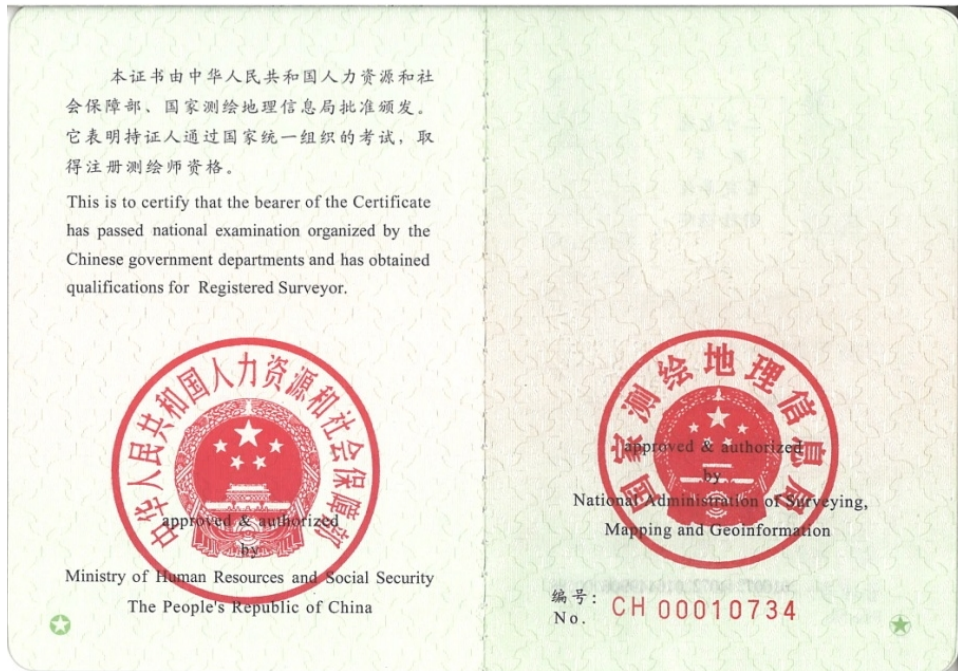 本证书由中华人民共和国人力资源和社
会保障部、国家测绘地理信息局批准颁发。
它表明持证人通过国家统一组织的考试，取
得注册测绘师资格。
This is to certify that the bearer of the Certificate
has passed national examination organized by the
Chinese government departments and has obtained
qualifications for Registered Surveyor.
中华人民共和国人力资源和社会保障部
approved & authorized
by
Ministry of Human Resources and Social Security
The People's Republic of China
国家测绘地理信息局
approved & authorized
by
National Administration of Surveying,
Mapping and Geoinformation
编号:
No. CH 00010734